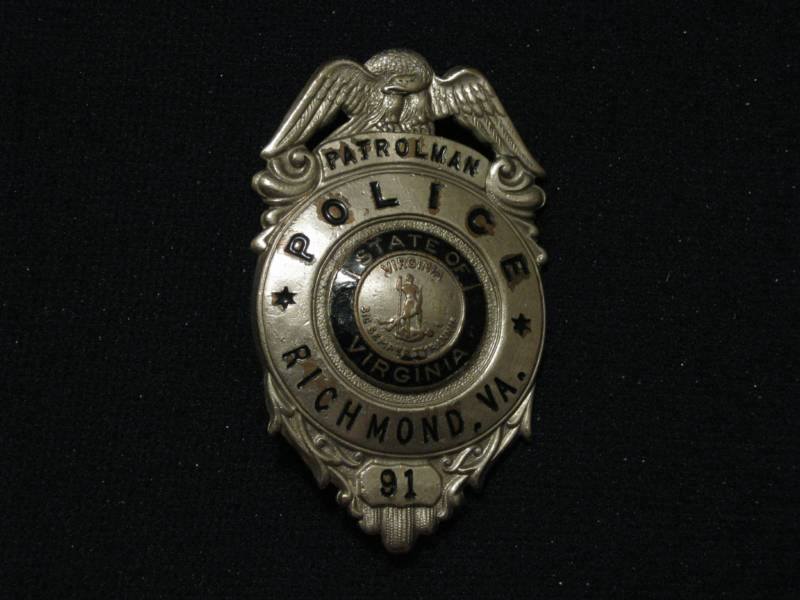 PATROLMAN
POLICE
STATE OF
VIRGINIA
VIRGINIA
RICHMOND, VA.
91